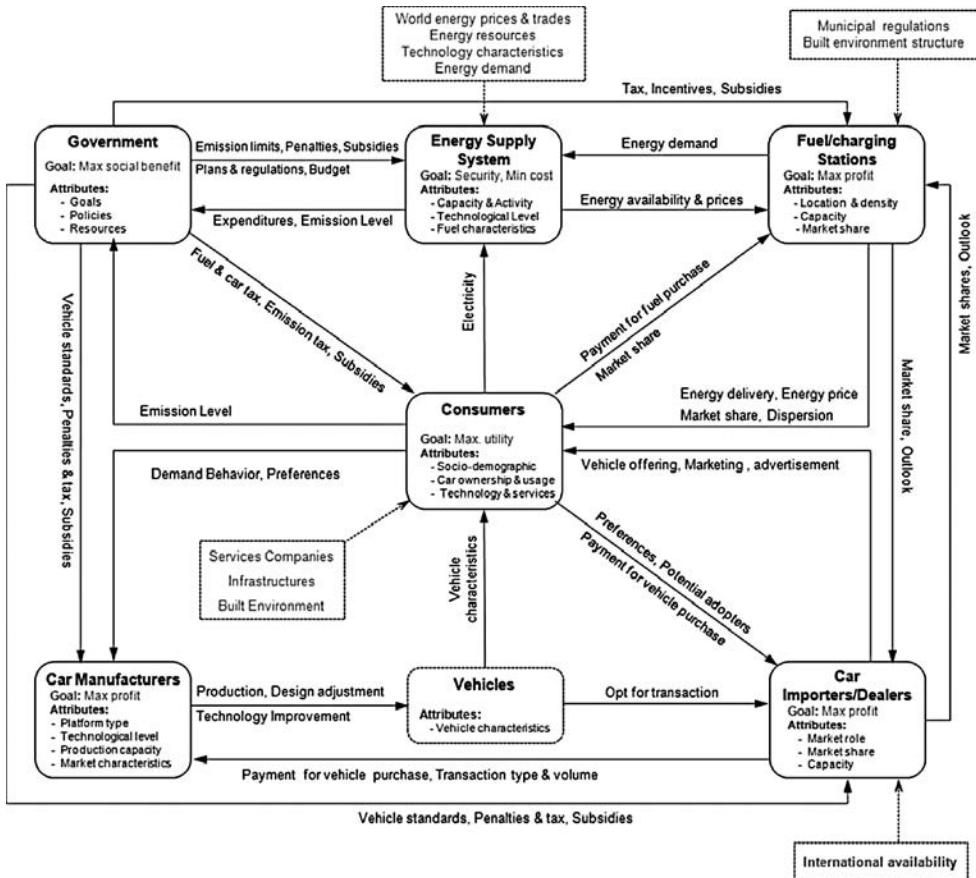 World energy prices & trades
Energy resources
Technology characteristics
Energy demand
Municipal regulations
Built environment structure
Tax, Incentives, Subsidies
Government
Goal: Max social benefit
Attributes:
- Goals
- Policies
- Resources
Emission limits, Penalties, Subsidies
Plans & regulations, Budget
Expenditures, Emission Level
Energy Supply
System
Goal: Security, Min cost
Attributes:
- Capacity & Activity
- Technological Level
- Fuel characteristics
Energy demand
Energy availability & prices
Fuel/charging
Stations
Goal: Max profit
Attributes:
- Location & density
- Capacity
- Market share
Fuel & car tax, Emission tax, Subsidies
Electricity
Payment for fuel purchase
Market share
Market shares, Outlook
Vehicle standards, Penalties & tax, Subsidies
Emission Level
Consumers
Goal: Max. utility
Attributes:
- Socio-demographic
- Car ownership & usage
- Technology & services
Energy delivery, Energy price
Market share, Dispersion
Market share, Outlook
Demand Behavior, Preferences
Vehicle offering, Marketing , advertisement
Services Companies
Infrastructures
Built Environment
Vehicle
characteristics
Preferences, Potential adopters
Payment for vehicle purchase
Car Manufacturers
Goal: Max profit
Attributes:
- Platform type
- Technological level
- Production capacity
- Market characteristics
Production, Design adjustment
Technology Improvement
Vehicles
Attributes:
- Vehicle characteristics
Opt for transaction
Car
Importers/Dealers
Goal: Max profit
Attributes:
- Market role
- Market share
- Capacity
Payment for vehicle purchase, Transaction type & volume
Vehicle standards, Penalties & tax, Subsidies
International availability